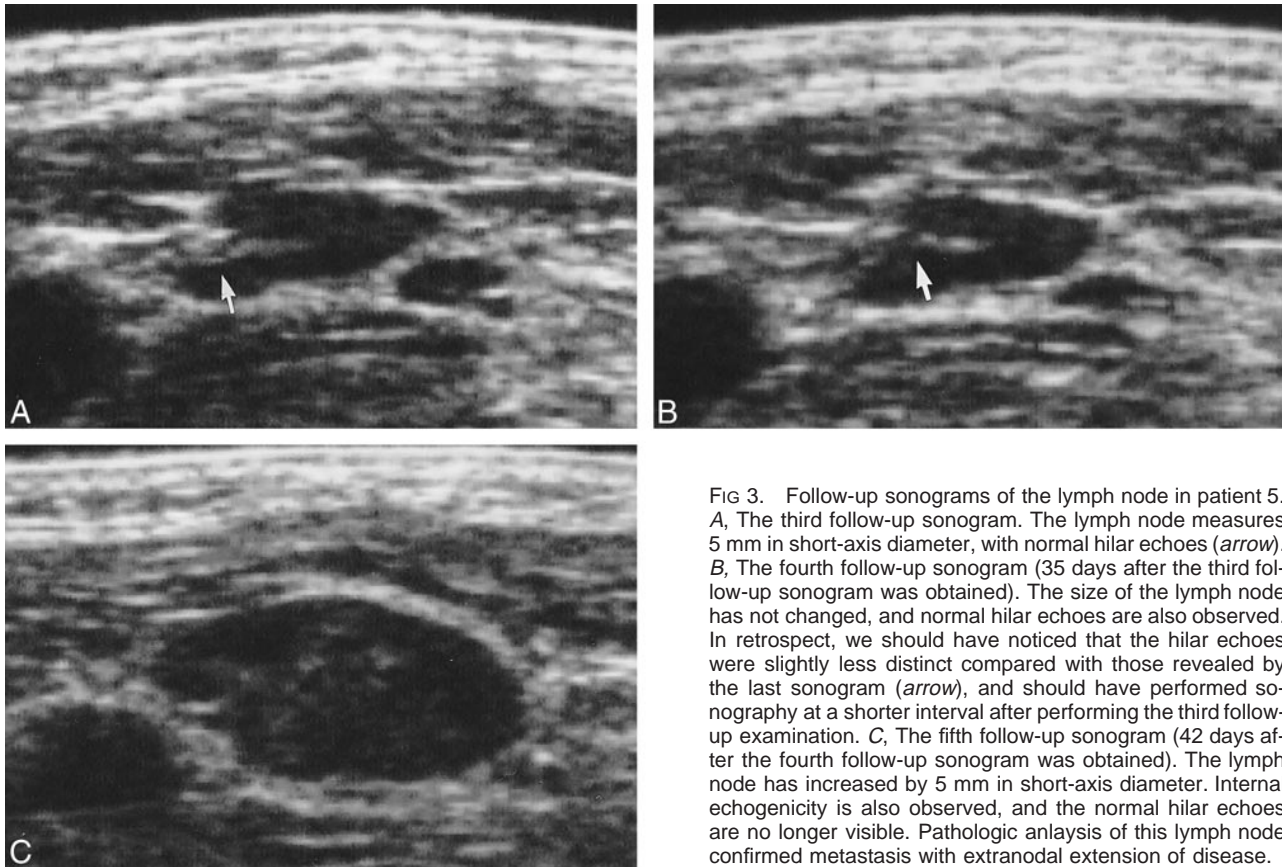 A
B
C
FIG 3. Follow-up sonograms of the lymph node in patient 5.
A, The third follow-up sonogram. The lymph node measures
5 mm in short-axis diameter, with normal hilar echoes (arrow).
B, The fourth follow-up sonogram (35 days after the third fol-
low-up sonogram was obtained). The size of the lymph node
has not changed, and normal hilar echoes are also observed.
In retrospect, we should have noticed that the hilar echoes
were slightly less distinct compared with those revealed by
the last sonogram (arrow), and should have performed so-
nography at a shorter interval after performing the third follow-
up examination. C, The fifth follow-up sonogram (42 days af-
ter the fourth follow-up sonogram was obtained). The lymph
node has increased by 5 mm in short-axis diameter. Internal
echogenicity is also observed, and the normal hilar echoes
are no longer visible. Pathologic anlaysis of this lymph node
confirmed metastasis with extranodal extension of disease.